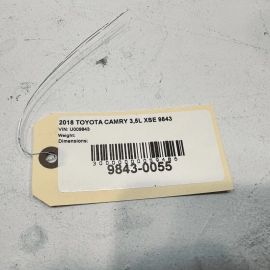 2018 TOYOTA CAMRY 3,5L XSE 9843
VIN: U009843
Weight:
Dimensions:
9843-0055